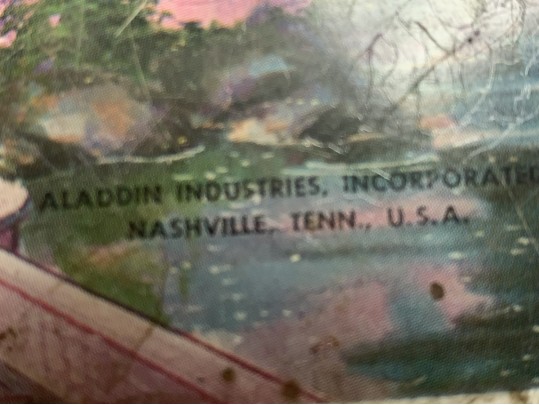 ALADDIN INDUSTRIES, INCORPORATED
NASHVILLE, TENN., U.S.A.